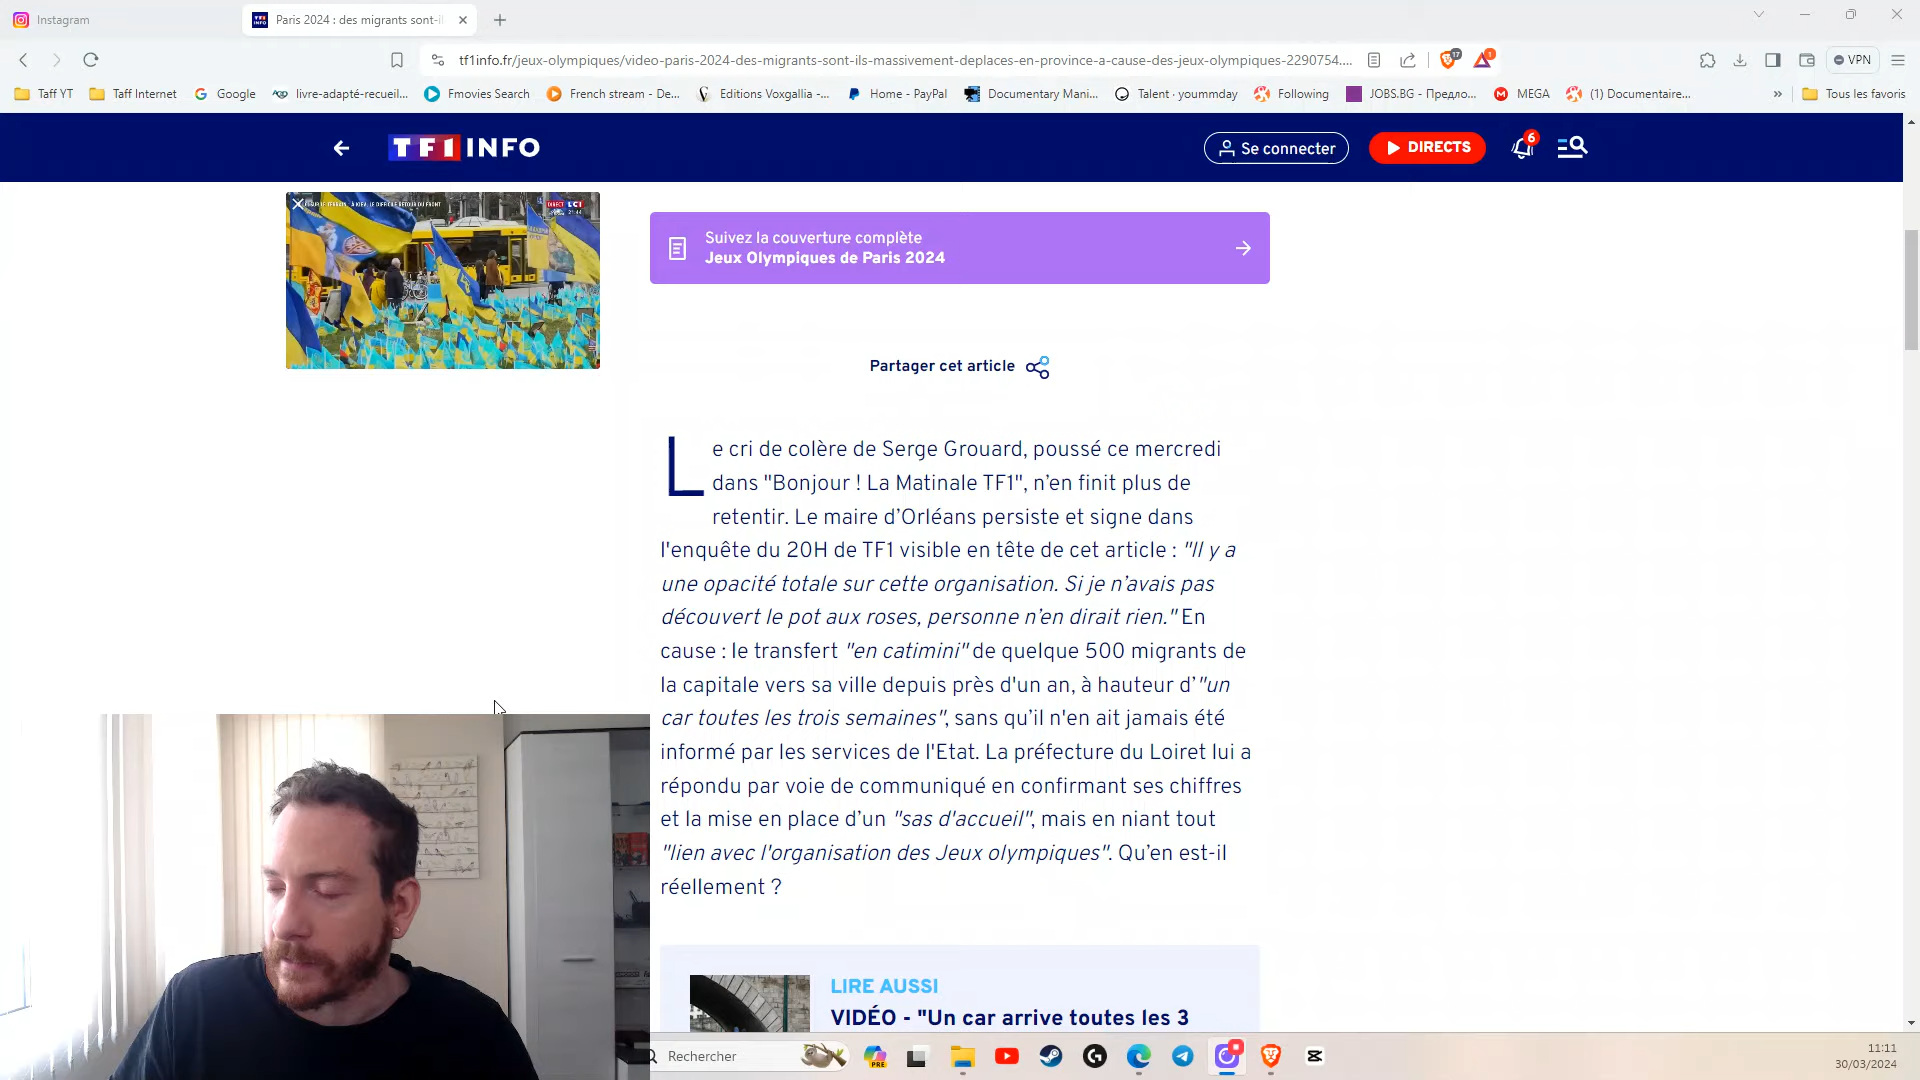 Instagram
Paris 2024 : des migrants sont-il
tf1info.fr/jeux-olympiques/video-paris-2024-des-migrants-sont-ils-massivement-deplaces-en-province-a-cause-des-jeux-olympiques-2290754....
17
1
VPN
Taff YT
Taff Internet
Google
livre-adapté-recueil...
Fmovies Search
French stream - De...
Editions Voxgallia -...
Home - PayPal
Documentary Mani...
Talent · yoummday
Following
JOBS.BG - Предло...
MEGA
(1) Documentaire...
Tous les favoris
TF1 INFO
Se connecter
DIRECTS
6
DIRECT LCI
Suivez la couverture complète
Jeux Olympiques de Paris 2024
Partager cet article
Le cri de colère de Serge Grouard, poussé ce mercredi
dans "Bonjour ! La Matinale TF1", n’en finit plus de
retentir. Le maire d’Orléans persiste et signe dans
l'enquête du 20H de TF1 visible en tête de cet article : "Il y a
une opacité totale sur cette organisation. Si je n’avais pas
découvert le pot aux roses, personne n’en dirait rien." En
cause : le transfert "en catimini" de quelque 500 migrants de
la capitale vers sa ville depuis près d'un an, à hauteur d’"un
car toutes les trois semaines", sans qu’il n'en ait jamais été
informé par les services de l'Etat. La préfecture du Loiret lui a
répondu par voie de communiqué en confirmant ses chiffres
et la mise en place d’un "sas d'accueil", mais en niant tout
"lien avec l'organisation des Jeux olympiques". Qu’en est-il
réellement ?
LIRE AUSSI
VIDÉO - "Un car arrive toutes les 3
Rechercher
PRE
11:11
30/03/2024